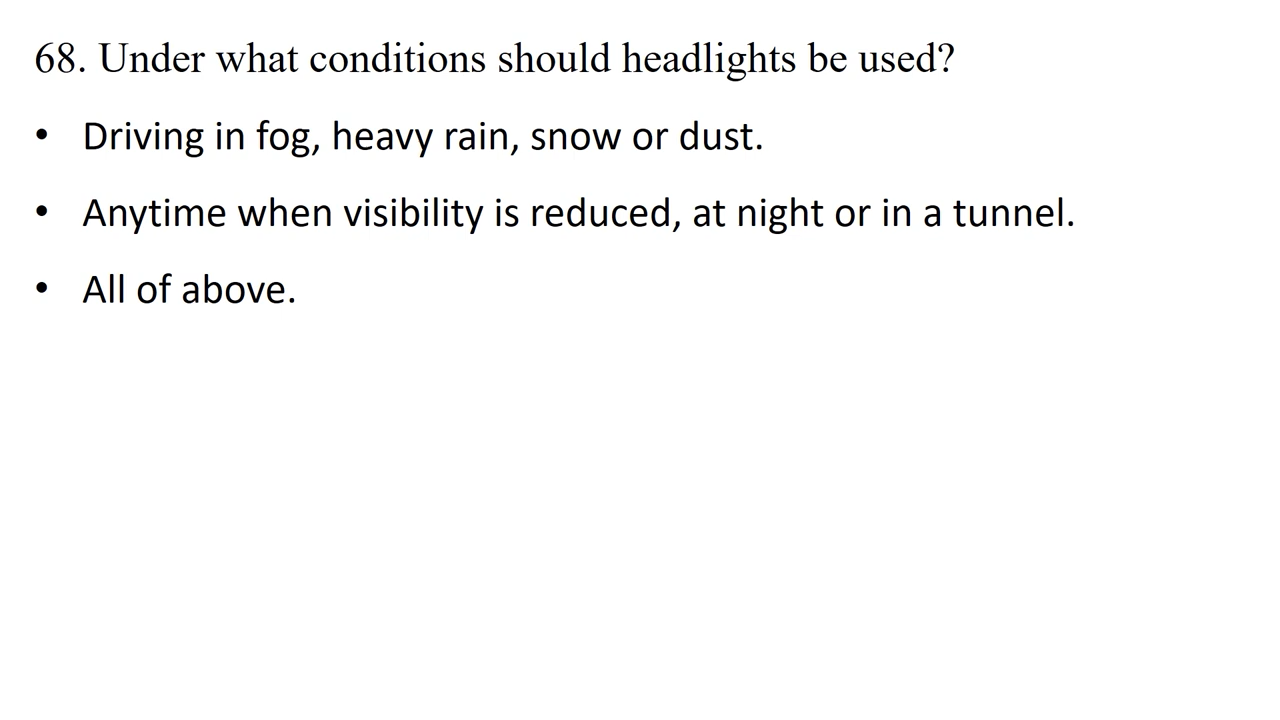 68. Under what conditions should headlights be used?
• Driving in fog, heavy rain, snow or dust.
• Anytime when visibility is reduced, at night or in a tunnel.
• All of above.